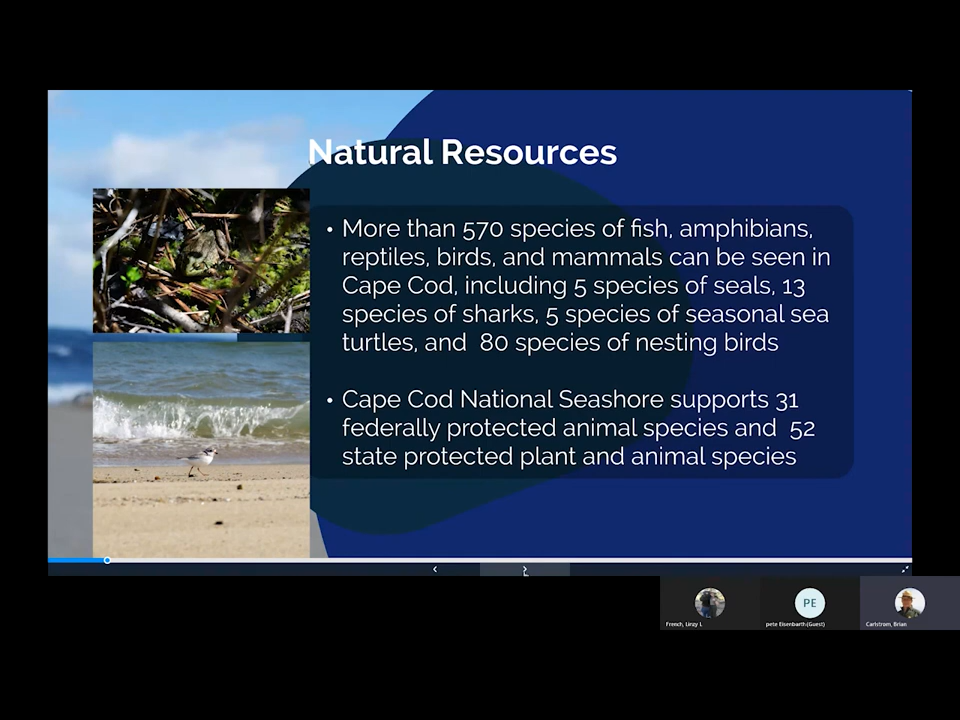 Natural Resources
• More than 570 species of fish, amphibians,
reptiles, birds, and mammals can be seen in
Cape Cod, including 5 species of seals, 13
species of sharks, 5 species of seasonal sea
turtles, and 80 species of nesting birds
• Cape Cod National Seashore supports 31
federally protected animal species and 52
state protected plant and animal species
PE
French, Linzy L
pete Eisenbarth (Guest)
Carlstrom, Brian